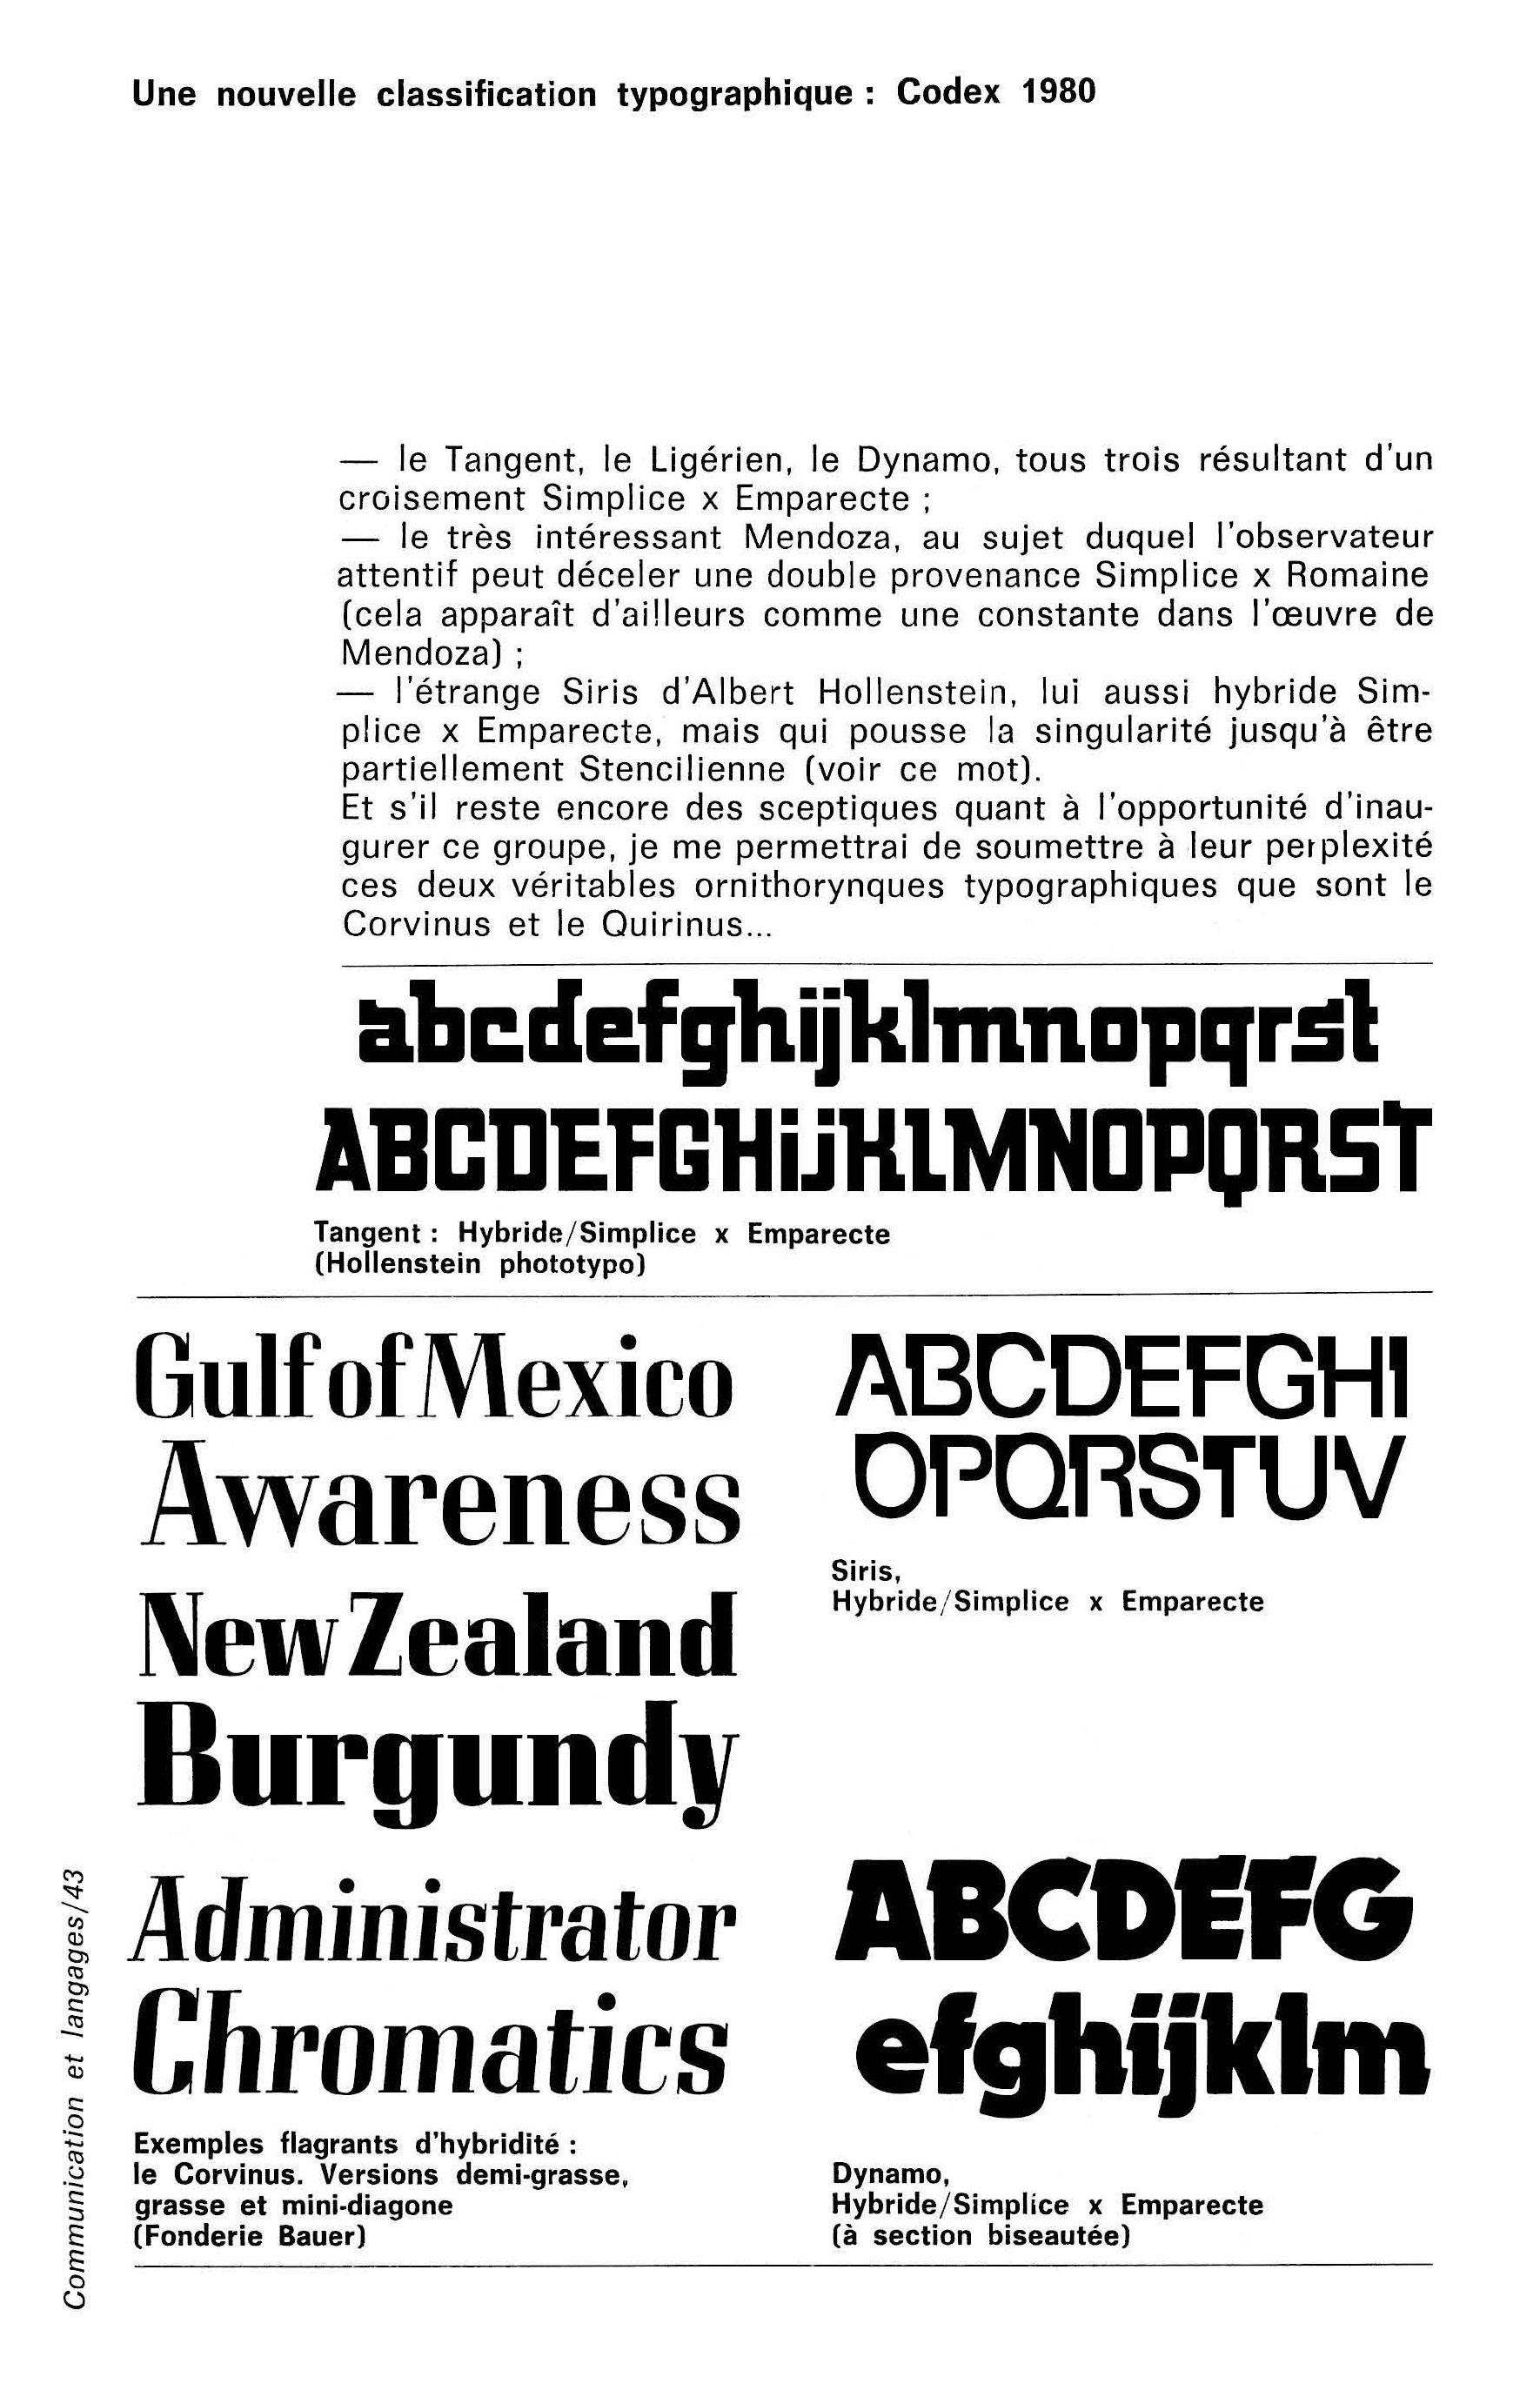 Une nouvelle classification typographique : Codex 1980
— le Tangent, le Ligérien, le Dynamo, tous trois résultant d'un
croisement Simplice x Emparecte ;
— le très intéressant Mendoza, au sujet duquel l'observateur
attentif peut déceler une double provenance Simplice x Romaine
(cela apparaît d'ailleurs comme une constante dans l'œuvre de
Mendoza) ;
— l'étrange Siris d'Albert Hollenstein, lui aussi hybride Sim-
plice x Emparecte, mais qui pousse la singularité jusqu'à être
partiellement Stencilienne (voir ce mot).
Et s'il reste encore des sceptiques quant à l'opportunité d'inau-
gurer ce groupe, je me permettrai de soumettre à leur perplexité
ces deux véritables ornithorynques typographiques que sont le
Corvinus et le Quirinus...
abcdefghijklmnopqrst
ABCDEFGHiJKLMNOPQRST
Tangent : Hybride/Simplice x Emparecte
(Hollenstein phototypo)
Gulf of Mexico
Awareness
New Zealand
Burgundy
Administrator
Chromatics
Exemples flagrants d'hybridité :
le Corvinus. Versions demi-grasse,
grasse et mini-diagone
(Fonderie Bauer)
ABCDEFGHI
OPQRSTUV
Siris,
Hybride/Simplice x Emparecte
ABCDEFG
efghijklm
Dynamo,
Hybride/Simplice x Emparecte
(à section biseautée)
Communication et langages/43